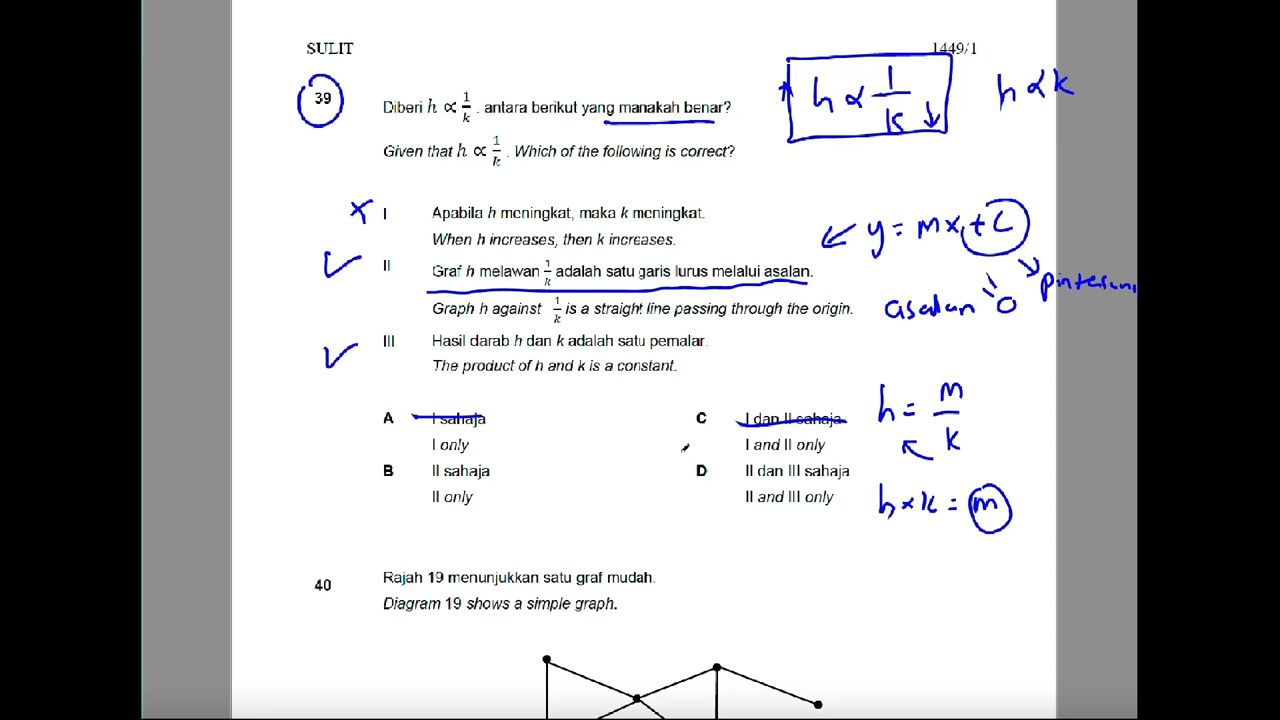 SULIT 1449/1
39 Diberi h ∝ 1/k . antara berikut yang manakah benar?
Given that h ∝ 1/k . Which of the following is correct?
h ∝ 1/k h ∝ k
I Apabila h meningkat, maka k meningkat.
When h increases, then k increases.
II Graf h melawan 1/k adalah satu garis lurus melalui asalan.
Graph h against 1/k is a straight line passing through the origin.
y = mx + C
asalan 0
III Hasil darab h dan k adalah satu pemalar.
The product of h and k is a constant.
A I sahaja
I only
B II sahaja
II only
C I dan II sahaja
I and II only
D II dan III sahaja
II and III only
h = m/k
h × k = m
40 Rajah 19 menunjukkan satu graf mudah.
Diagram 19 shows a simple graph.